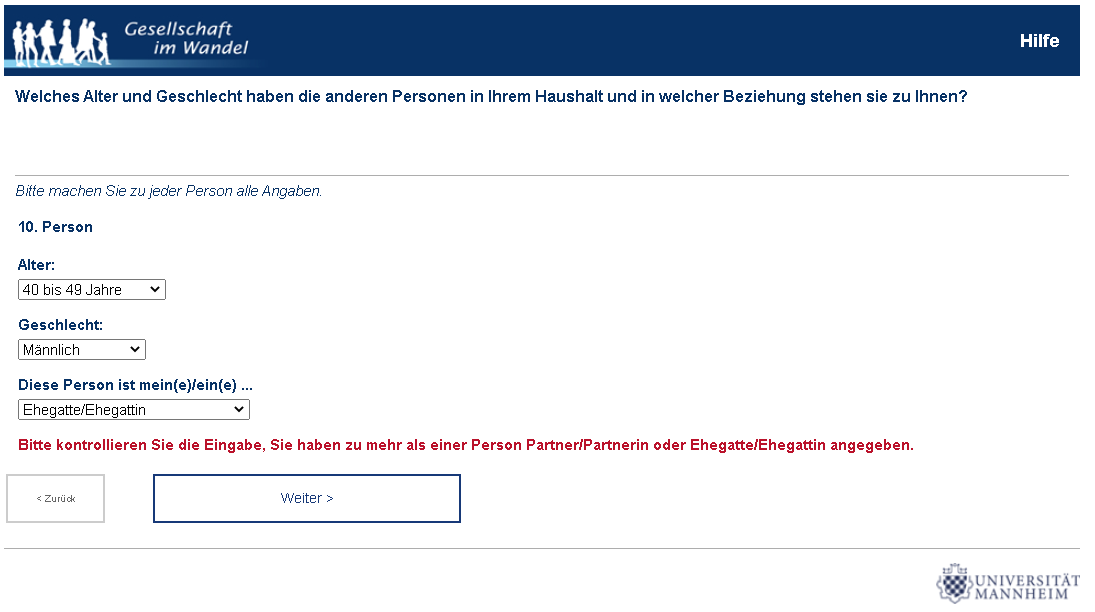 Gesellschaft
im Wandel
Hilfe
Welches Alter und Geschlecht haben die anderen Personen in Ihrem Haushalt und in welcher Beziehung stehen sie zu Ihnen?
Bitte machen Sie zu jeder Person alle Angaben.
10. Person
Alter:
40 bis 49 Jahre
Geschlecht:
Männlich
Diese Person ist mein(e)/ein(e) ...
Ehegatte/Ehegattin
Bitte kontrollieren Sie die Eingabe, Sie haben zu mehr als einer Person Partner/Partnerin oder Ehegatte/Ehegattin angegeben.
< Zurück
Weiter >
UNIVERSITÄT
MANNHEIM